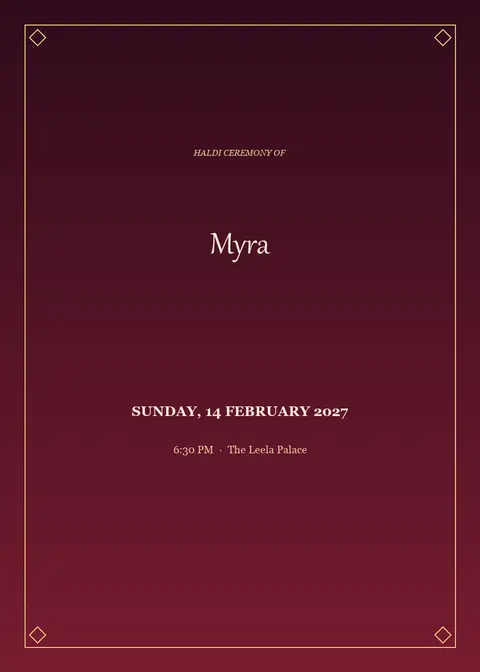 HALDI CEREMONY OF
Myra
SUNDAY, 14 FEBRUARY 2027
6:30 PM · The Leela Palace